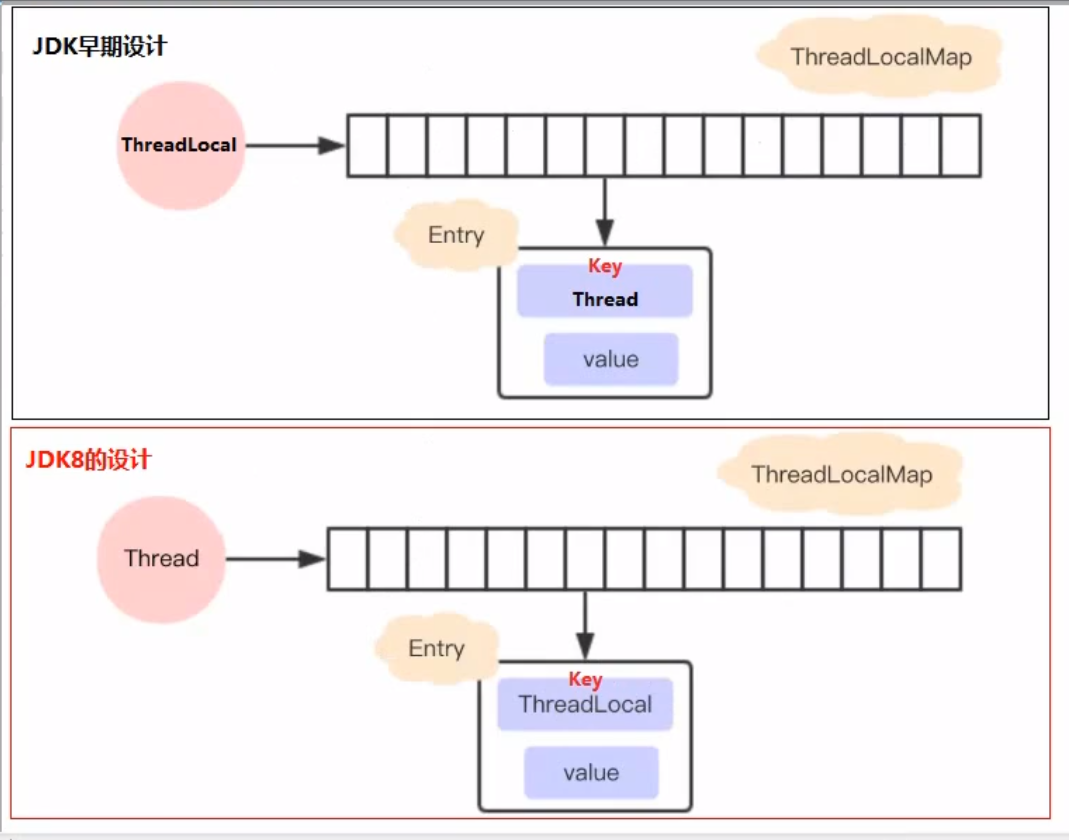 JDK早期设计
ThreadLocalMap
ThreadLocal
Entry
Key
Thread
value
JDK8的设计
ThreadLocalMap
Thread
Entry
Key
ThreadLocal
value